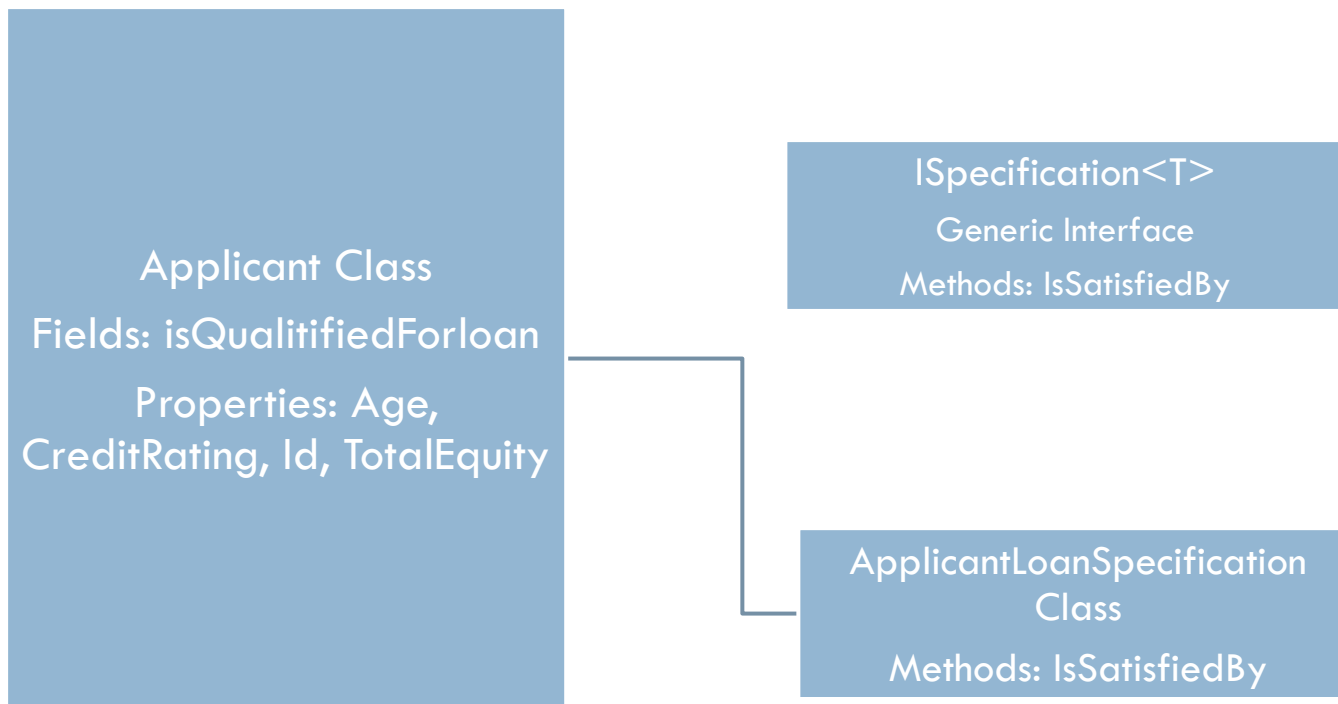 Applicant Class
Fields: isQualitifiedForloan
Properties: Age,
CreditRating, Id, TotalEquity
ISpecification<T>
Generic Interface
Methods: IsSatisfiedBy
ApplicantLoanSpecification
Class
Methods: IsSatisfiedBy